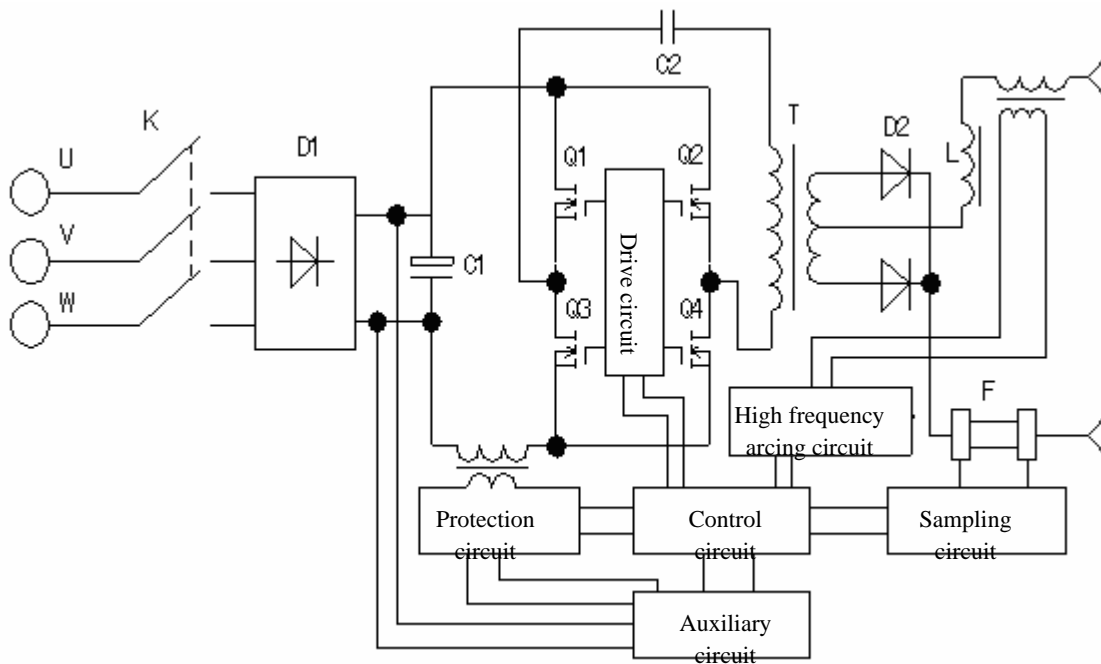 C2
K
T
D2
U
D1
Q1
Q2
L
V
C1
Drive circuit
W
Q3
Q4
F
High frequency
arcing circuit
Protection
circuit
Control
circuit
Sampling
circuit
Auxiliary
circuit